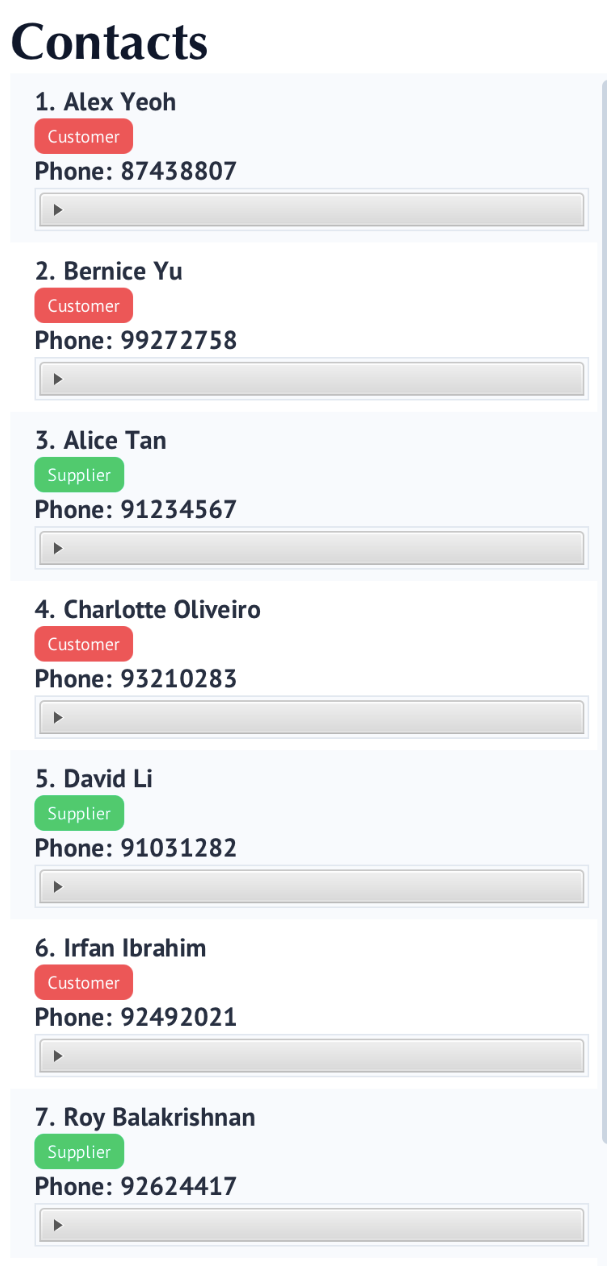 Contacts
1. Alex Yeoh
Customer
Phone: 87438807
2. Bernice Yu
Customer
Phone: 99272758
3. Alice Tan
Supplier
Phone: 91234567
4. Charlotte Oliveiro
Customer
Phone: 93210283
5. David Li
Supplier
Phone: 91031282
6. Irfan Ibrahim
Customer
Phone: 92492021
7. Roy Balakrishnan
Supplier
Phone: 92624417